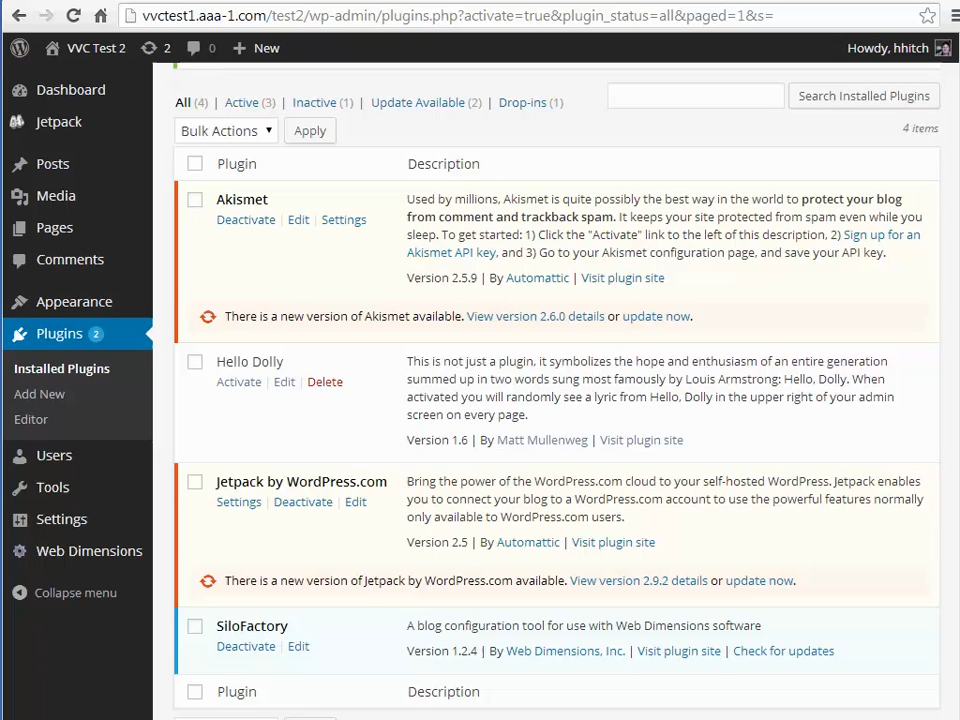 vvctest1.aaa-1.com/test2/wp-admin/plugins.php?activate=true&plugin_status=all&paged=1&s=
VVC Test 2 2 0 New Howdy, hhitch
Dashboard
Jetpack
Posts
Media
Pages
Comments
Appearance
Plugins 2
Installed Plugins
Add New
Editor
Users
Tools
Settings
Web Dimensions
Collapse menu
All (4) | Active (3) | Inactive (1) | Update Available (2) | Drop-ins (1)
Search Installed Plugins
Bulk Actions Apply
4 items
Plugin Description
Akismet
Deactivate | Edit | Settings
Used by millions, Akismet is quite possibly the best way in the world to protect your blog
from comment and trackback spam. It keeps your site protected from spam even while you
sleep. To get started: 1) Click the "Activate" link to the left of this description, 2) Sign up for an
Akismet API key, and 3) Go to your Akismet configuration page, and save your API key.
Version 2.5.9 | By Automattic | Visit plugin site
There is a new version of Akismet available. View version 2.6.0 details or update now.
Hello Dolly
Activate | Edit | Delete
This is not just a plugin, it symbolizes the hope and enthusiasm of an entire generation
summed up in two words sung most famously by Louis Armstrong: Hello, Dolly. When
activated you will randomly see a lyric from Hello, Dolly in the upper right of your admin
screen on every page.
Version 1.6 | By Matt Mullenweg | Visit plugin site
Jetpack by WordPress.com
Settings | Deactivate | Edit
Bring the power of the WordPress.com cloud to your self-hosted WordPress. Jetpack enables
you to connect your blog to a WordPress.com account to use the powerful features normally
only available to WordPress.com users.
Version 2.5 | By Automattic | Visit plugin site
There is a new version of Jetpack by WordPress.com available. View version 2.9.2 details or update now.
SiloFactory
Deactivate | Edit
A blog configuration tool for use with Web Dimensions software
Version 1.2.4 | By Web Dimensions, Inc. | Visit plugin site | Check for updates
Plugin Description